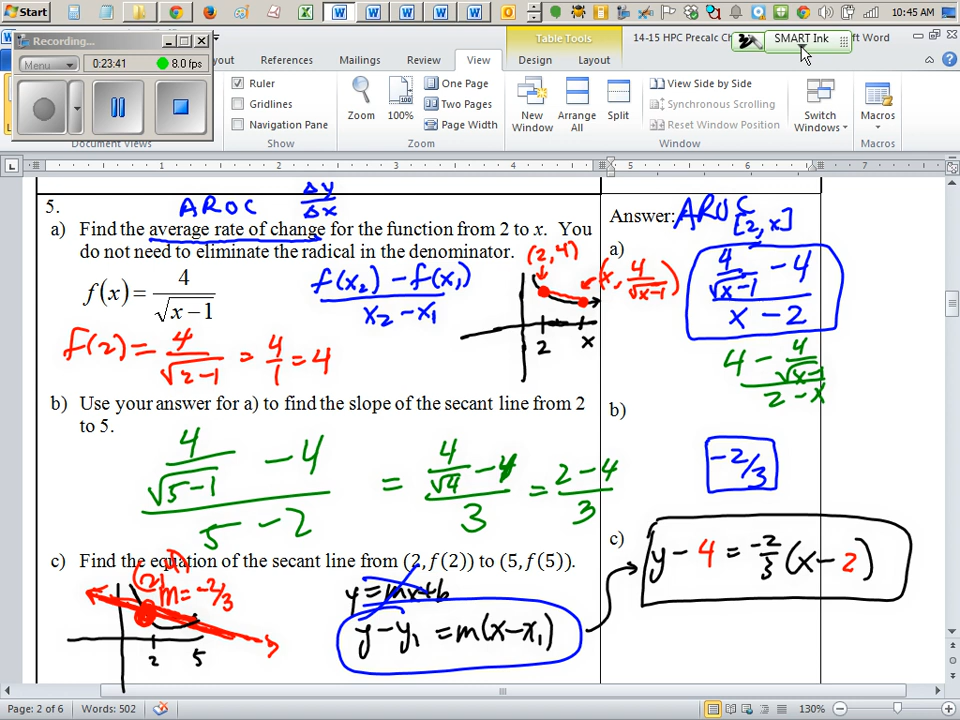 Start
10:45 AM
Recording...
14-15 HPC Precalc Ch
SMART Ink
ft Word
Table Tools
Menu
0:23:41
8.0 fps
yout
References
Mailings
Review
View
Design
Layout
Ruler
Gridlines
Navigation Pane
Zoom
100%
One Page
Two Pages
Page Width
New Window
Arrange All
Split
View Side by Side
Synchronous Scrolling
Reset Window Position
Switch Windows
Macros
Document Views
Show
Zoom
Window
Macros
1 2 3 4 5 6 7
5.
AROC Δy/Δx
a) Find the average rate of change for the function from 2 to x. You
do not need to eliminate the radical in the denominator.
f(x) = 4/√(x−1)
(f(x₂) − f(x₁))/(x₂ − x₁)
(2,4)
(x, 4/√(x−1))
2 x
f(2) = 4/√(2−1) = 4/1 = 4
Answer: AROC [2, x]
a)
(4/√(x−1) − 4)/(x − 2)
(4 − 4/√(x−1))/(2 − x)
b) Use your answer for a) to find the slope of the secant line from 2
to 5.
(4/√(5−1) − 4)/(5 − 2) = (4/√4 − 4)/3 = (2 − 4)/3
b)
−2/3
c) Find the equation of the secant line from (2, f(2)) to (5, f(5)).
m = −2/3
2 5
y = mx + b
y − y₁ = m(x − x₁)
c)
y − 4 = −2/3 (x − 2)
Page: 2 of 6
Words: 502
130%